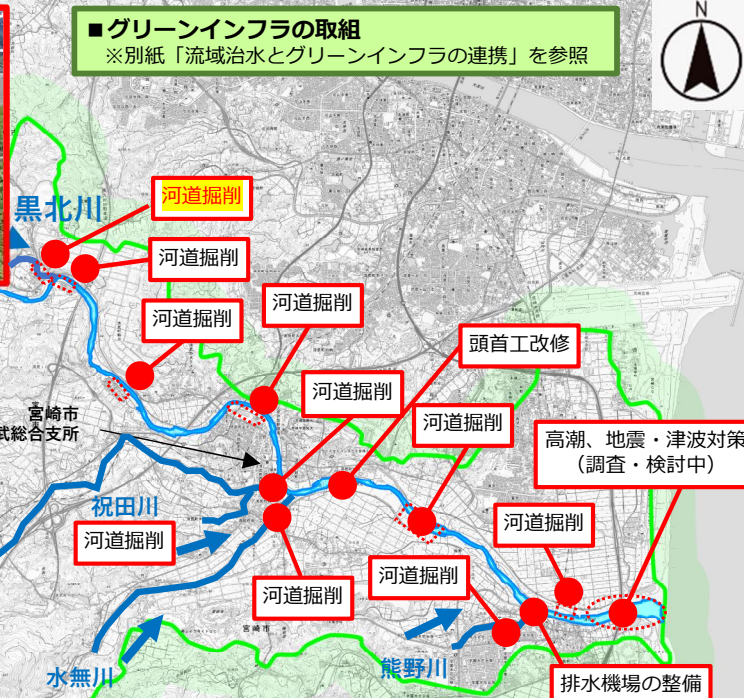 ■グリーンインフラの取組
※別紙「流域治水とグリーンインフラの連携」を参照
N
黒北川
河道掘削
河道掘削
河道掘削
河道掘削
頭首工改修
河道掘削
河道掘削
宮崎市
武総合支所
高潮、地震・津波対策
（調査・検討中）
祝田川
河道掘削
河道掘削
河道掘削
河道掘削
宮崎市
水無川
熊野川
排水機場の整備